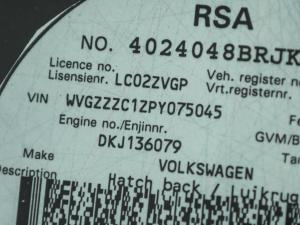 RSA
NO. 4024048BRJK
Licence no.
Lisensienr. LC02ZVGP
Veh. register no
Vrt.registernr.
VIN WVGZZZC1ZPY075045
Engine no./Enjinnr.
DKJ136079
GVM/B
Make
VOLKSWAGEN
Description
Hatch back / Luikrug